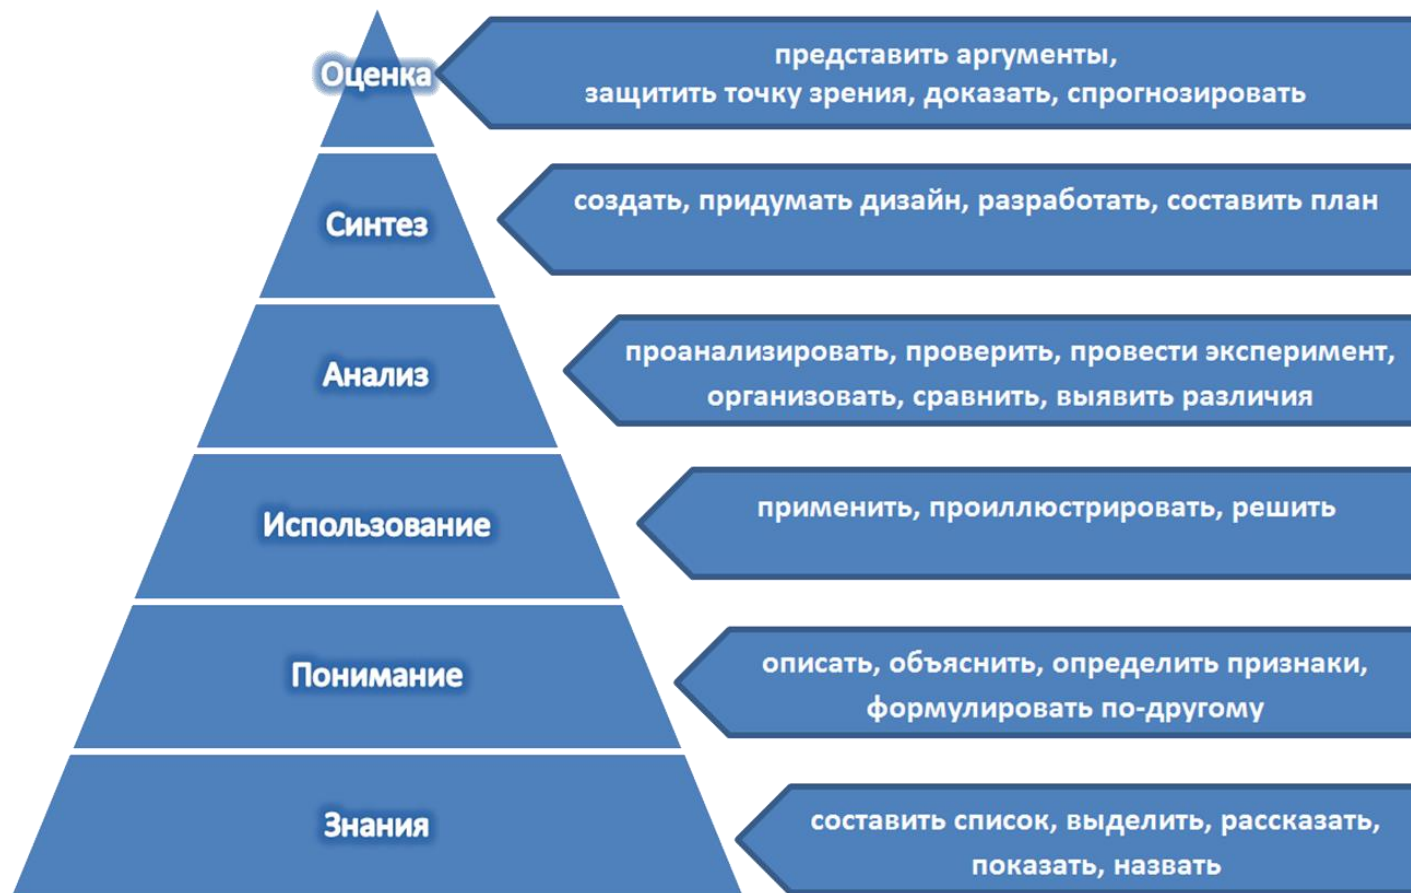 Оценка
представить аргументы,
защитить точку зрения, доказать, спрогнозировать
Синтез
создать, придумать дизайн, разработать, составить план
Анализ
проанализировать, проверить, провести эксперимент,
организовать, сравнить, выявить различия
Использование
применить, проиллюстрировать, решить
Понимание
описать, объяснить, определить признаки,
формулировать по-другому
Знания
составить список, выделить, рассказать,
показать, назвать